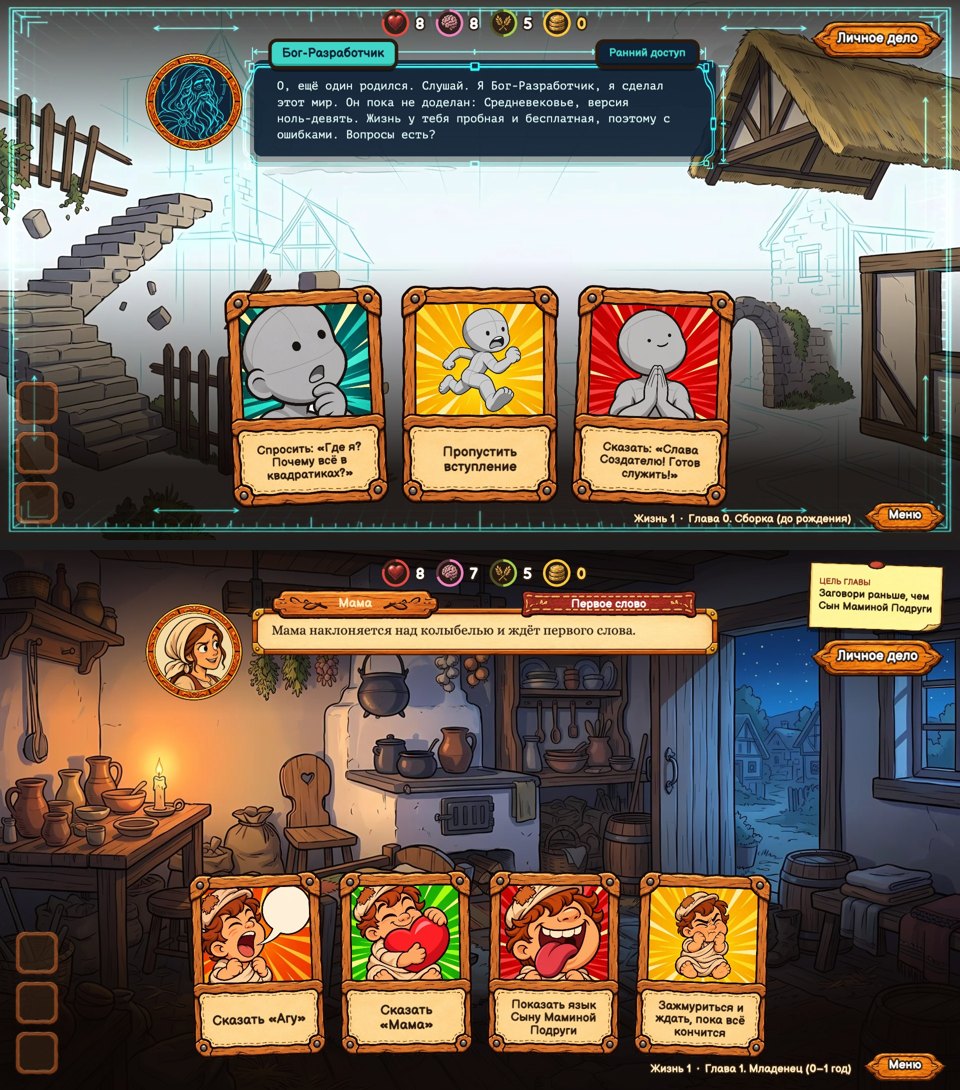 8 8 5 0
Личное дело
Бог-Разработчик
Ранний доступ
О, ещё один родился. Слушай. Я Бог-Разработчик, я сделал
этот мир. Он пока не доделан: Средневековье, версия
ноль-девять. Жизнь у тебя пробная и бесплатная, поэтому с
ошибками. Вопросы есть?
Спросить: «Где я?
Почему всё в
квадратиках?»
Пропустить
вступление
Сказать: «Слава
Создателю! Готов
служить!»
Жизнь 1 · Глава 0. Сборка (до рождения)
Меню
8 7 5 0
ЦЕЛЬ ГЛАВЫ
Заговори раньше, чем
Сын Маминой Подруги
Мама
Первое слово
Мама наклоняется над колыбелью и ждёт первого слова.
Личное дело
Сказать «Агу»
Сказать
«Мама»
Показать язык
Сыну Маминой
Подруги
Зажмуриться и
ждать, пока всё
кончится
Жизнь 1 · Глава 1. Младенец (0–1 год)
Меню